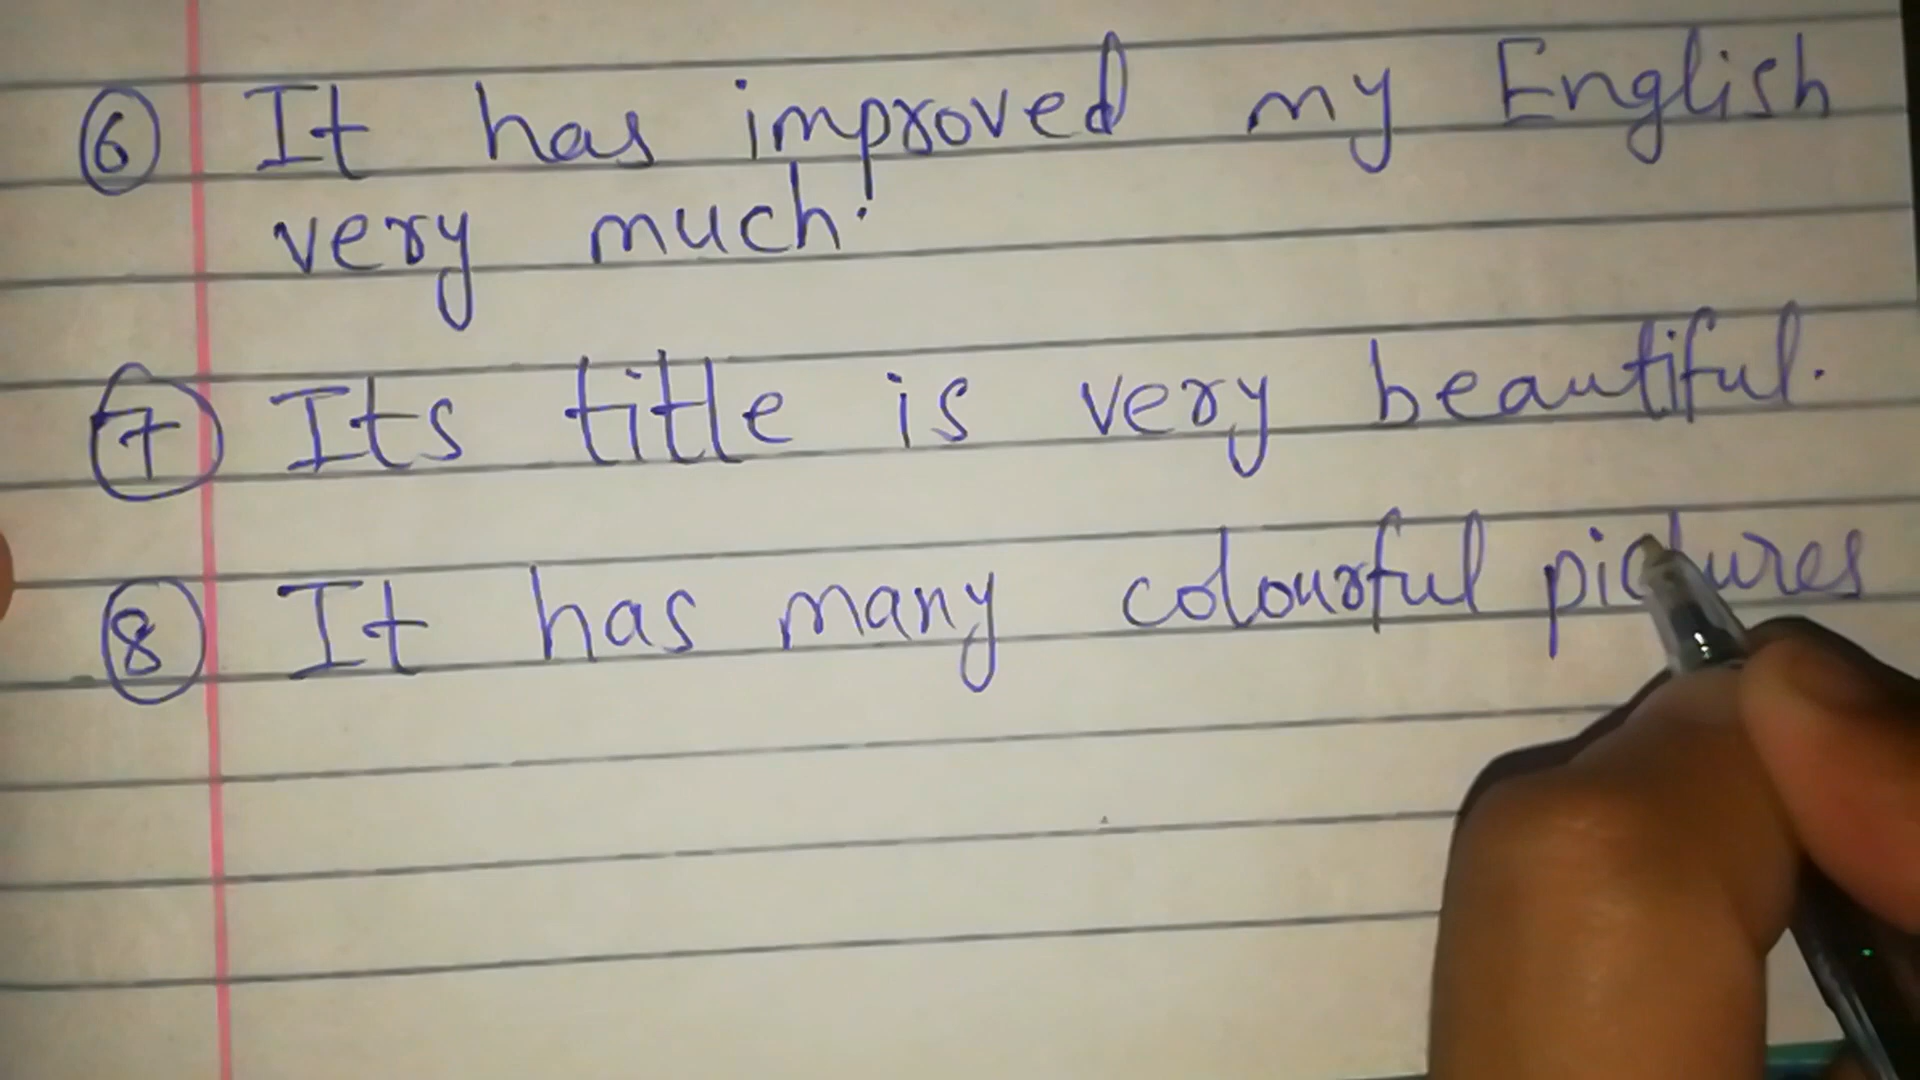 6 It has improved my English
very much.
7 Its title is very beautiful.
8 It has many colourful pictures